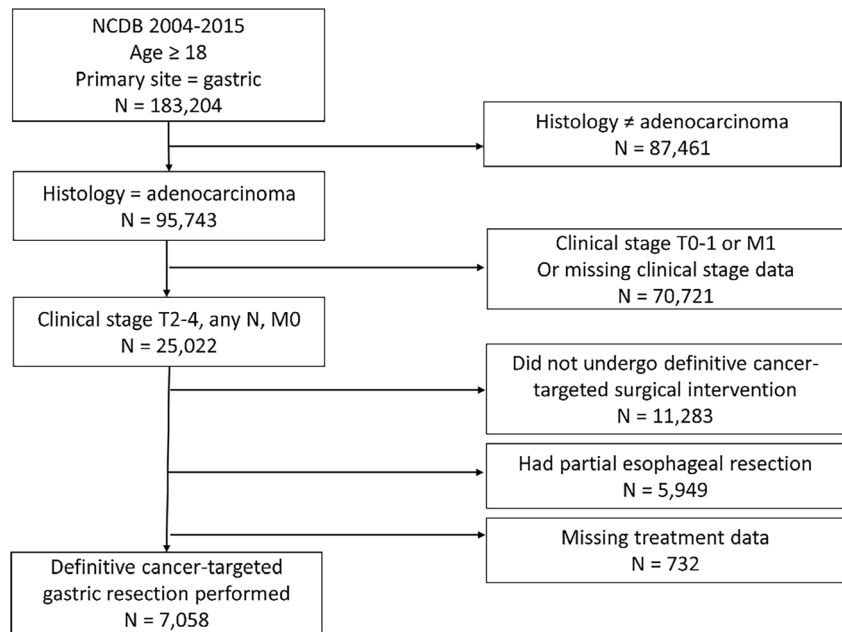 NCDB 2004-2015
Age ≥ 18
Primary site = gastric
N = 183,204
Histology ≠ adenocarcinoma
N = 87,461
Histology = adenocarcinoma
N = 95,743
Clinical stage T0-1 or M1
Or missing clinical stage data
N = 70,721
Clinical stage T2-4, any N, M0
N = 25,022
Did not undergo definitive cancer-
targeted surgical intervention
N = 11,283
Had partial esophageal resection
N = 5,949
Missing treatment data
N = 732
Definitive cancer-targeted
gastric resection performed
N = 7,058